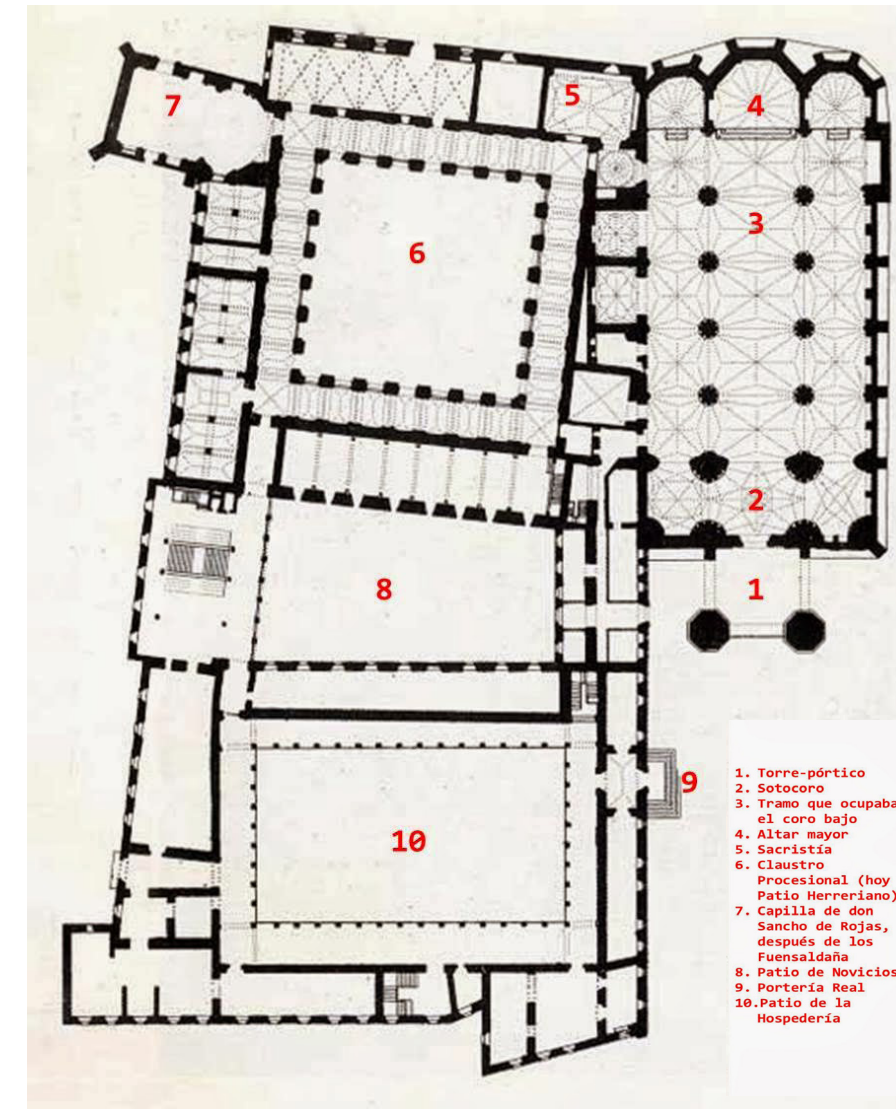 7
5
4
3
6
2
8
1
9
10
1. Torre-pórtico
2. Sotocoro
3. Tramo que ocupaba
el coro bajo
4. Altar mayor
5. Sacristía
6. Claustro
Procesional (hoy
Patio Herreriano)
7. Capilla de don
Sancho de Rojas,
después de los
Fuensaldaña
8. Patio de Novicios
9. Portería Real
10.Patio de la
Hospedería